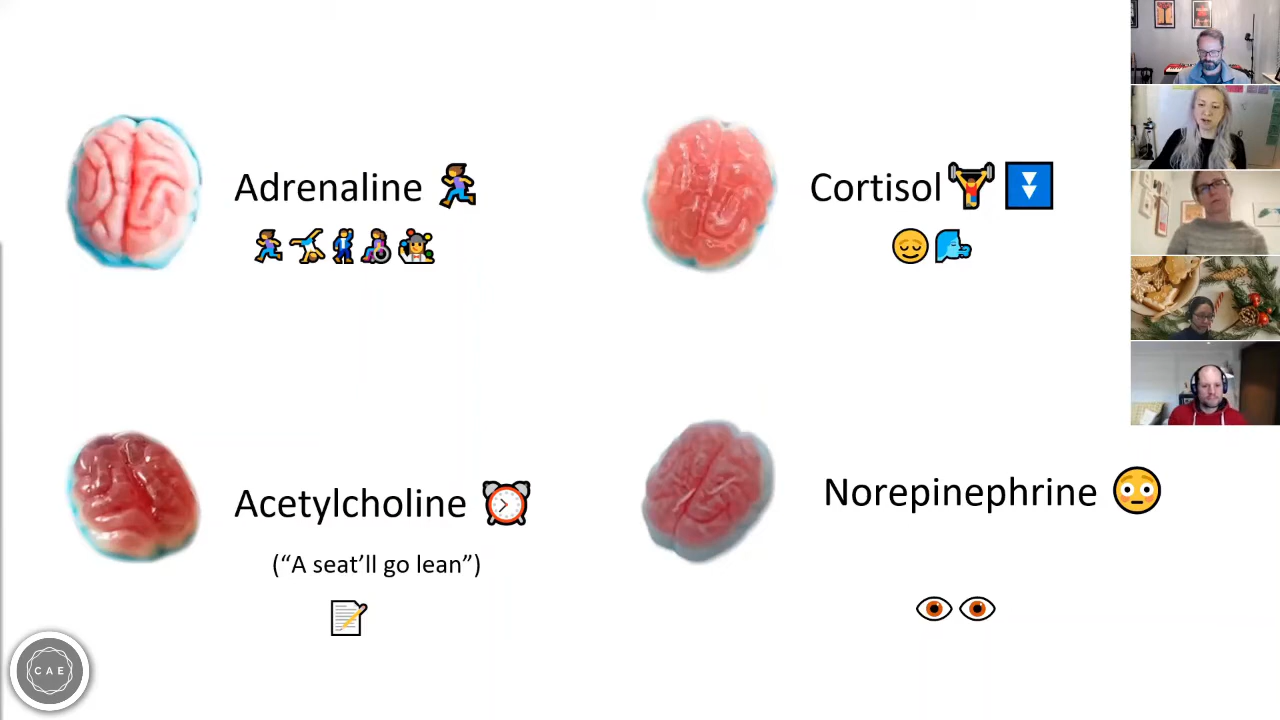 Adrenaline
Cortisol
Acetylcholine
("A seat'll go lean")
Norepinephrine
CAE